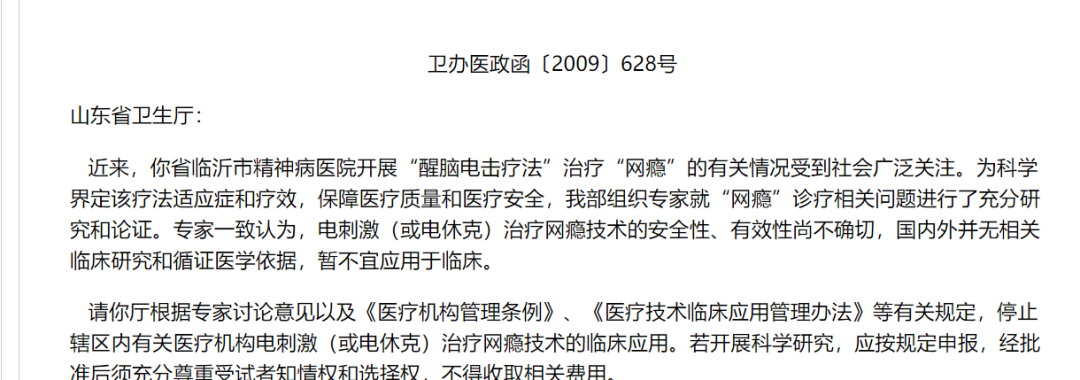 卫办医政函〔2009〕628号
山东省卫生厅：
近来，你省临沂市精神病医院开展“醒脑电击疗法”治疗“网瘾”的有关情况受到社会广泛关注。为科学
界定该疗法适应症和疗效，保障医疗质量和医疗安全，我部组织专家就“网瘾”诊疗相关问题进行了充分研
究和论证。专家一致认为，电刺激（或电休克）治疗网瘾技术的安全性、有效性尚不确切，国内外并无相关
临床研究和循证医学依据，暂不宜应用于临床。
请你厅根据专家讨论意见以及《医疗机构管理条例》、《医疗技术临床应用管理办法》等有关规定，停止
辖区内有关医疗机构电刺激（或电休克）治疗网瘾技术的临床应用。若开展科学研究，应按规定申报，经批
准后须充分尊重受试者知情权和选择权，不得收取相关费用。